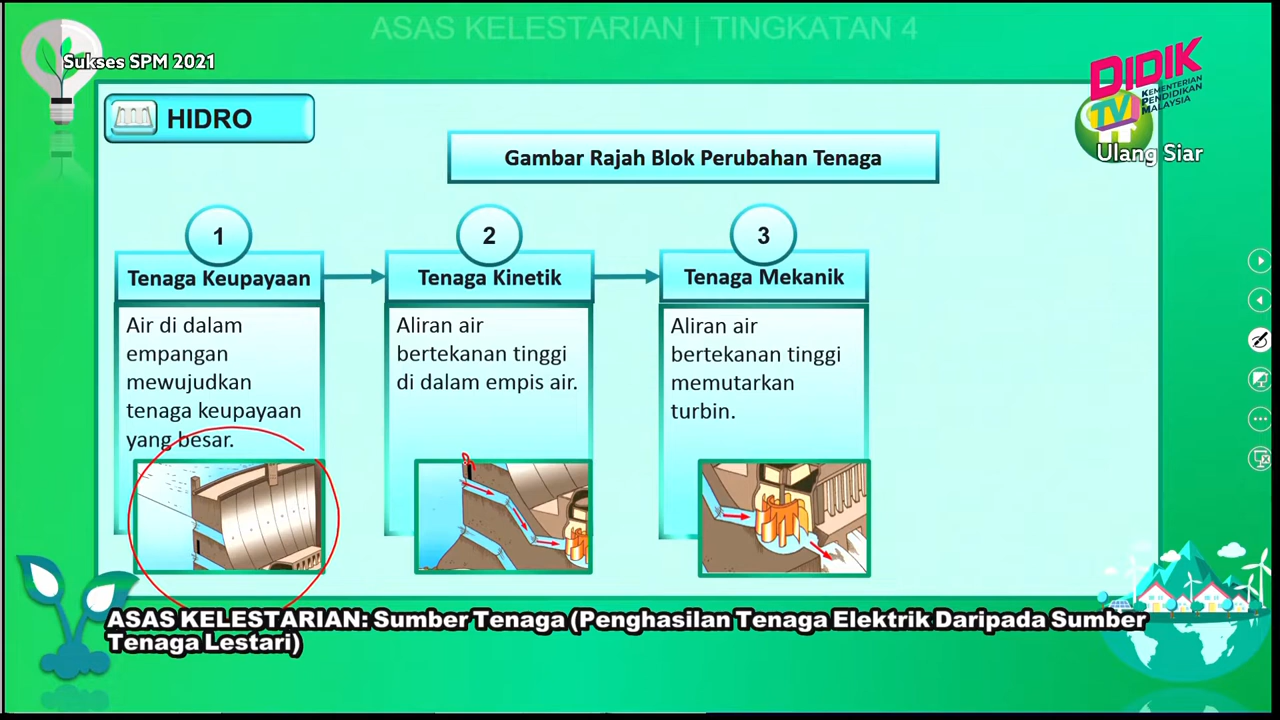 ASAS KELESTARIAN | TINGKATAN 4
Sukses SPM 2021
DIDIK
TV
KEMENTERIAN
PENDIDIKAN
MALAYSIA
Ulang Siar
HIDRO
Gambar Rajah Blok Perubahan Tenaga
1
Tenaga Keupayaan
Air di dalam
empangan
mewujudkan
tenaga keupayaan
yang besar.
2
Tenaga Kinetik
Aliran air
bertekanan tinggi
di dalam empis air.
3
Tenaga Mekanik
Aliran air
bertekanan tinggi
memutarkan
turbin.
ASAS KELESTARIAN: Sumber Tenaga (Penghasilan Tenaga Elektrik Daripada Sumber
Tenaga Lestari)